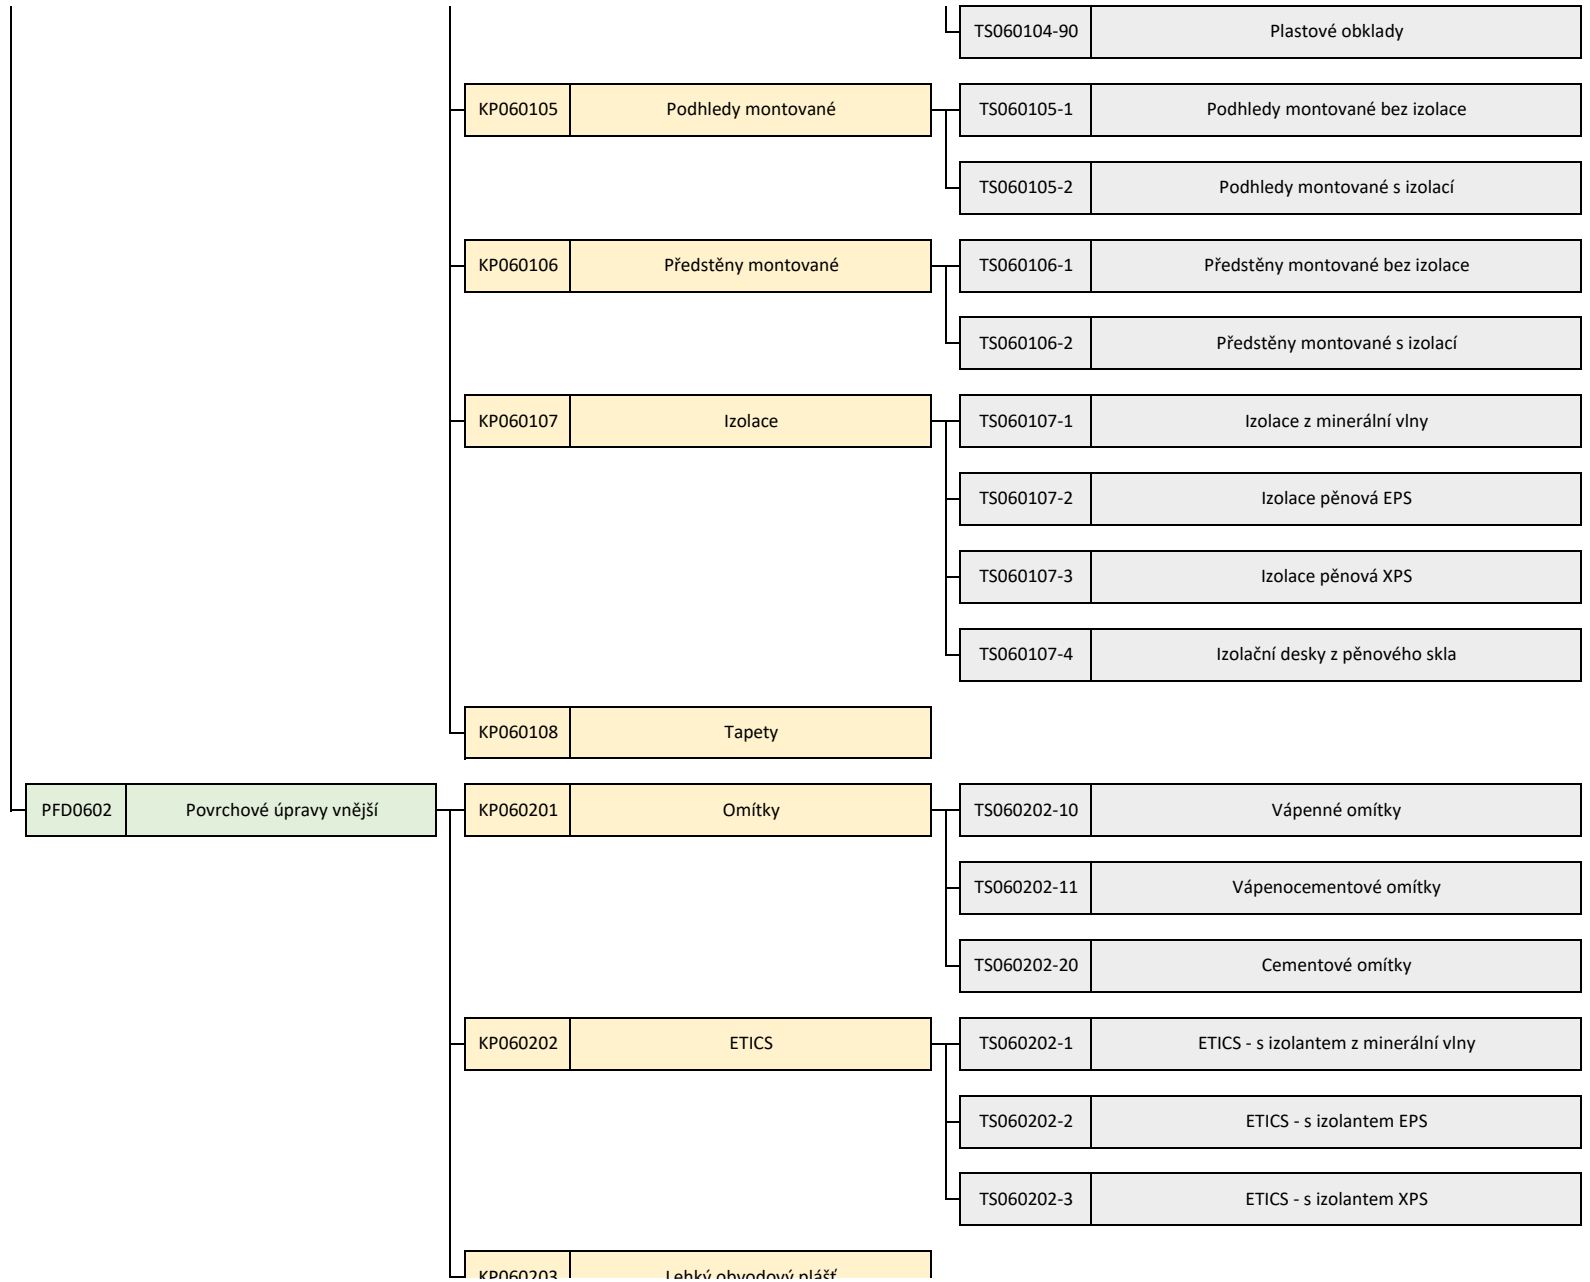 TS060104-90 Plastové obklady
KP060105 Podhledy montované TS060105-1 Podhledy montované bez izolace
TS060105-2 Podhledy montované s izolací
KP060106 Předstěny montované TS060106-1 Předstěny montované bez izolace
TS060106-2 Předstěny montované s izolací
KP060107 Izolace TS060107-1 Izolace z minerální vlny
TS060107-2 Izolace pěnová EPS
TS060107-3 Izolace pěnová XPS
TS060107-4 Izolační desky z pěnového skla
KP060108 Tapety
PFD0602 Povrchové úpravy vnější KP060201 Omítky TS060202-10 Vápenné omítky
TS060202-11 Vápenocementové omítky
TS060202-20 Cementové omítky
KP060202 ETICS TS060202-1 ETICS - s izolantem z minerální vlny
TS060202-2 ETICS - s izolantem EPS
TS060202-3 ETICS - s izolantem XPS
KP060203 Lehký obvodový plášť